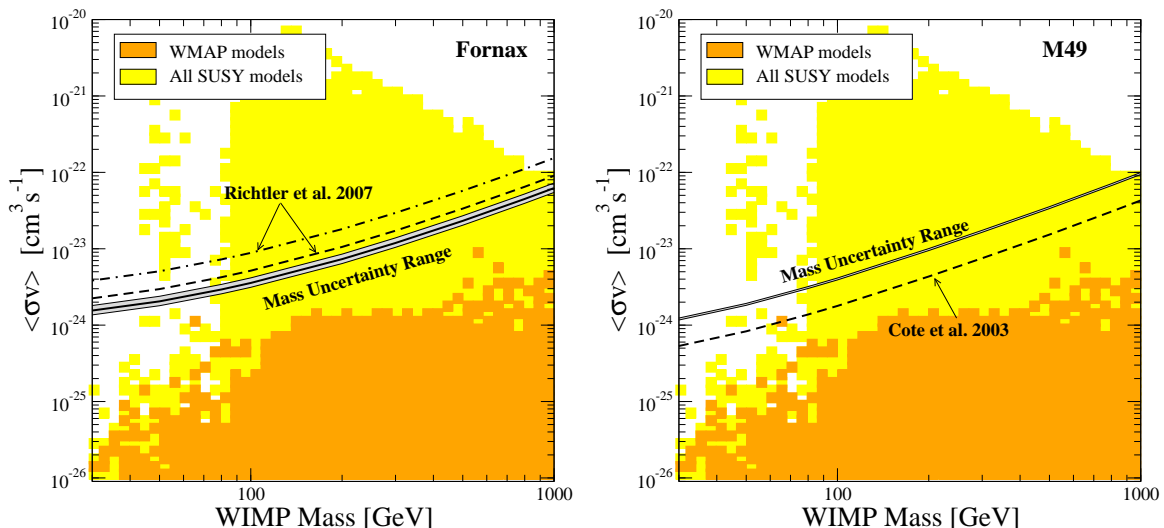 WMAP models
All SUSY models
Fornax
Richtler et al. 2007
Mass Uncertainty Range
10^-20
10^-21
10^-22
10^-23
10^-24
10^-25
10^-26
<σv> [cm^3 s^-1]
100
1000
WIMP Mass [GeV]
WMAP models
All SUSY models
M49
Mass Uncertainty Range
Cote et al. 2003
10^-20
10^-21
10^-22
10^-23
10^-24
10^-25
10^-26
<σv> [cm^3 s^-1]
100
1000
WIMP Mass [GeV]